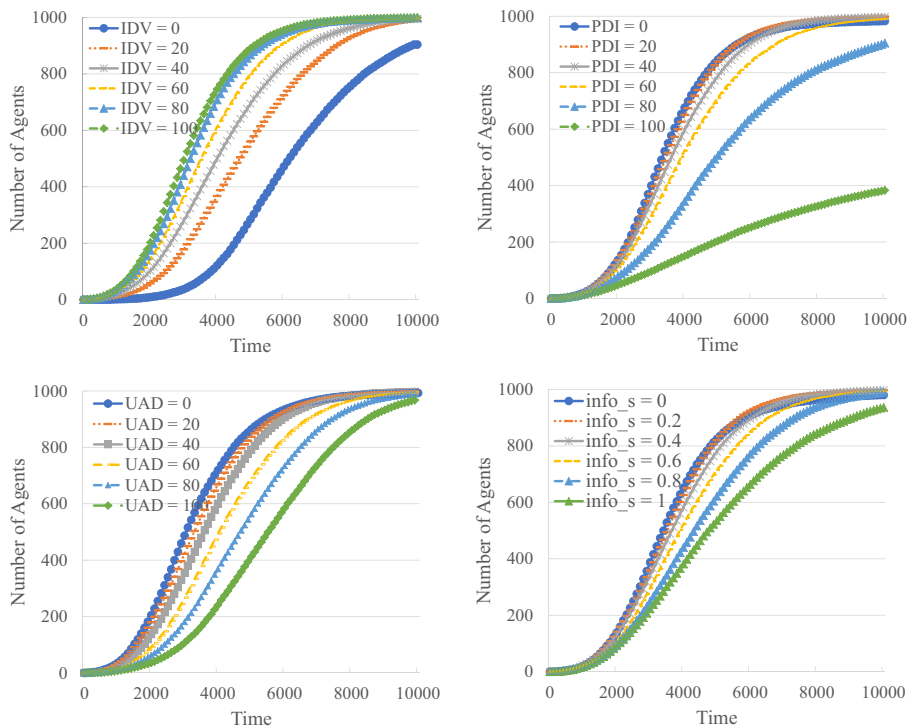 1000
800
600
400
200
0
Number of Agents
IDV = 0
IDV = 20
IDV = 40
IDV = 60
IDV = 80
IDV = 100
0 2000 4000 6000 8000 10000
Time
1000
800
600
400
200
0
Number of Agents
PDI = 0
PDI = 20
PDI = 40
PDI = 60
PDI = 80
PDI = 100
0 2000 4000 6000 8000 10000
Time
1000
800
600
400
200
0
Number of Agents
UAD = 0
UAD = 20
UAD = 40
UAD = 60
UAD = 80
UAD = 100
0 2000 4000 6000 8000 10000
Time
1000
800
600
400
200
0
Number of Agents
info_s = 0
info_s = 0.2
info_s = 0.4
info_s = 0.6
info_s = 0.8
info_s = 1
0 2000 4000 6000 8000 10000
Time